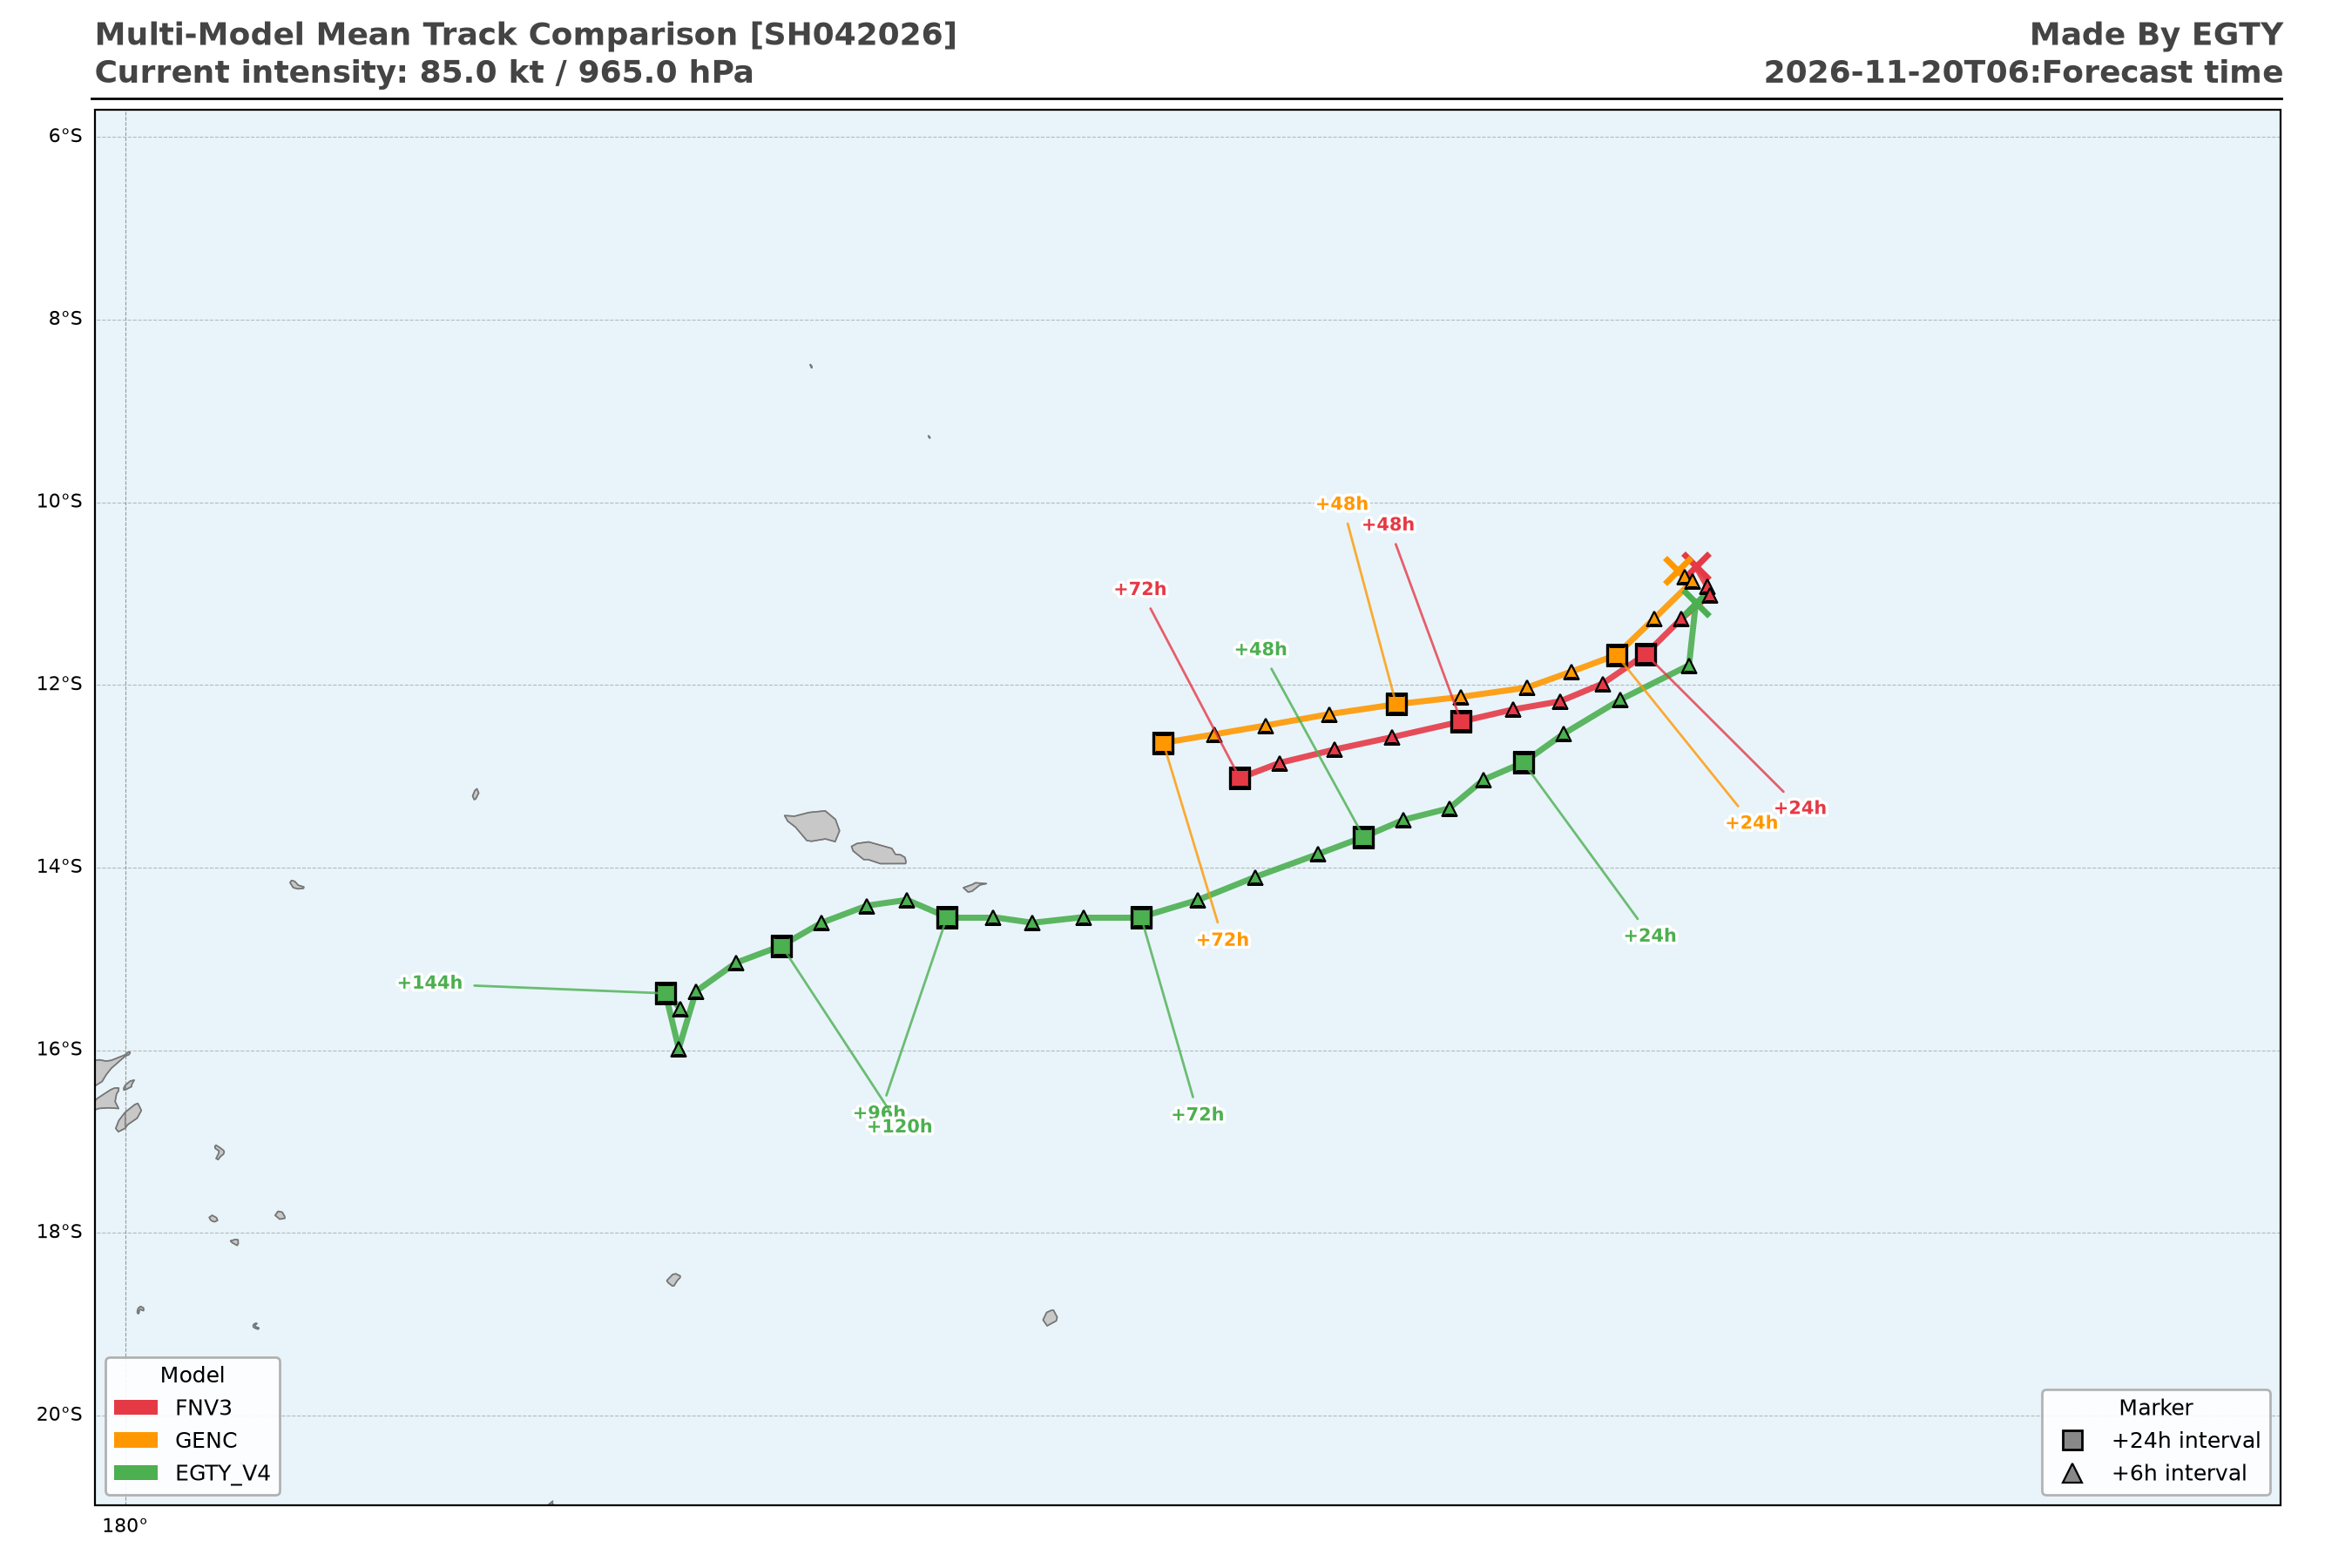 Multi-Model Mean Track Comparison [SH042026]
Current intensity: 85.0 kt / 965.0 hPa
Made By EGTY
2026-11-20T06:Forecast time
6°S
8°S
10°S
12°S
14°S
16°S
18°S
20°S
180°
+48h
+48h
+72h
+48h
+24h
+24h
+72h
+24h
+144h
+96h
+120h
+72h
Model
FNV3
GENC
EGTY_V4
Marker
+24h interval
+6h interval